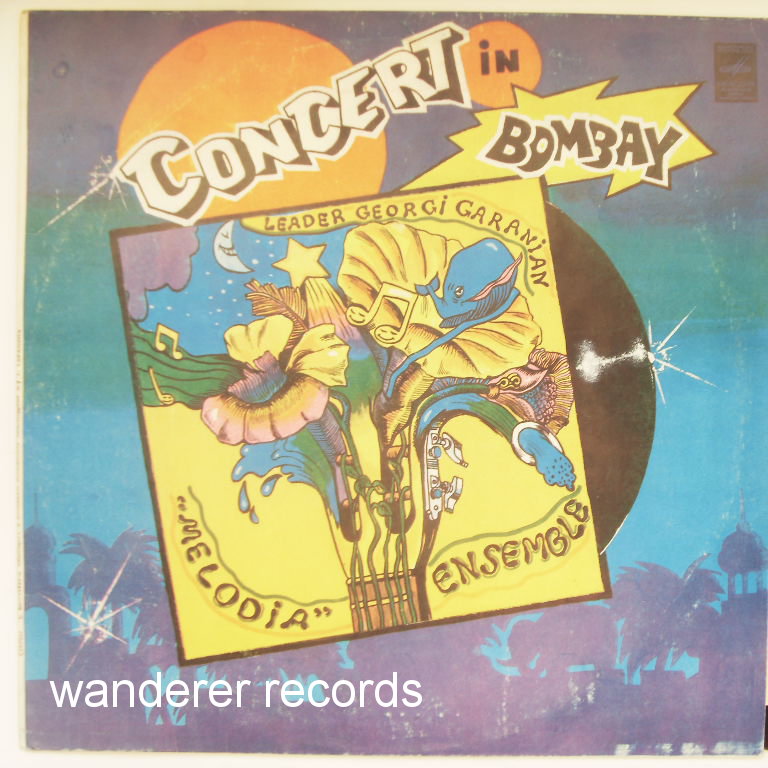 CONCERT iN
BOMBAY
LEADER GEORGi GARANiAN
"MELODiA"
ENSEMBLE
wanderer records